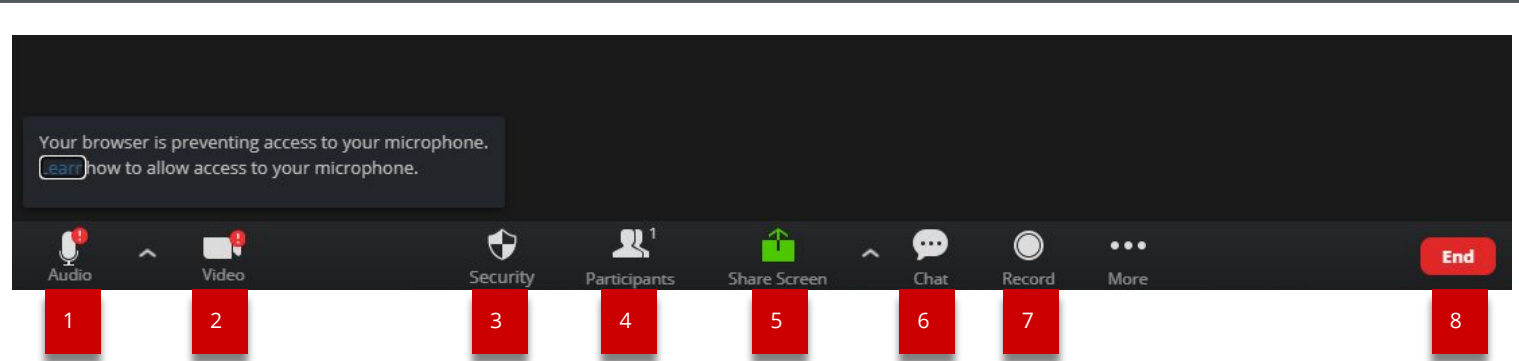 Your browser is preventing access to your microphone.
Learn how to allow access to your microphone.
1
Audio Video Security Participants Share Screen Chat Record More End
1 2 3 4 5 6 7 8